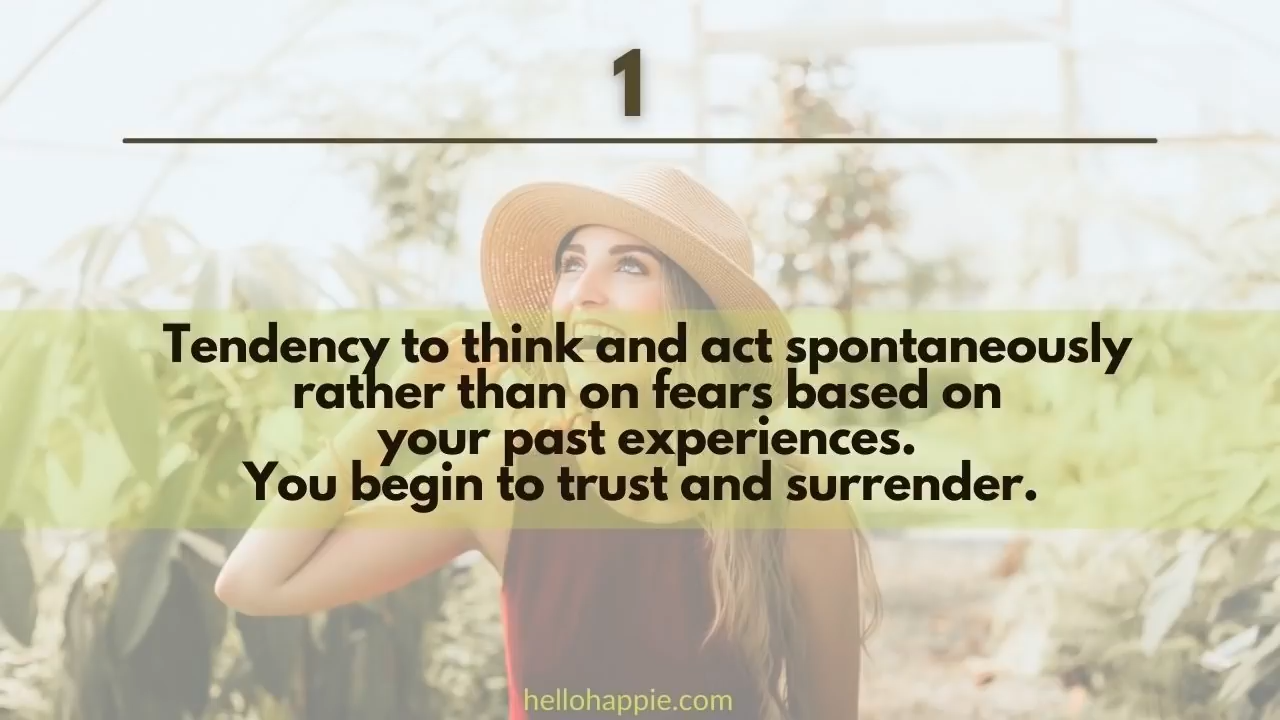 1
Tendency to think and act spontaneously
rather than on fears based on
your past experiences.
You begin to trust and surrender.
hellohappie.com